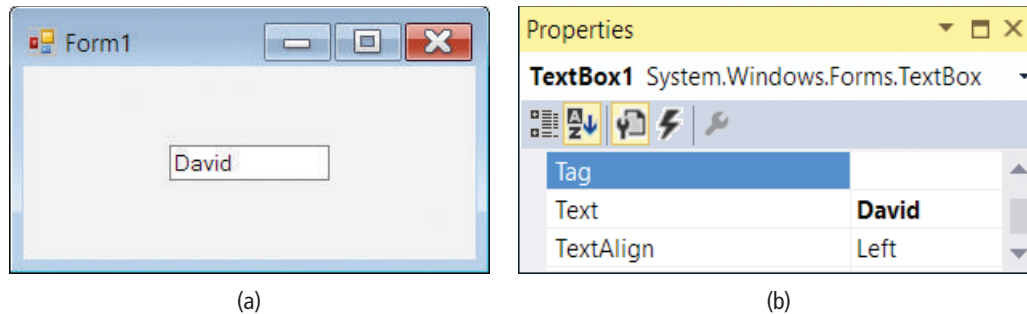 Form1
David
(a)
Properties
TextBox1 System.Windows.Forms.TextBox
Tag
Text David
TextAlign Left
(b)